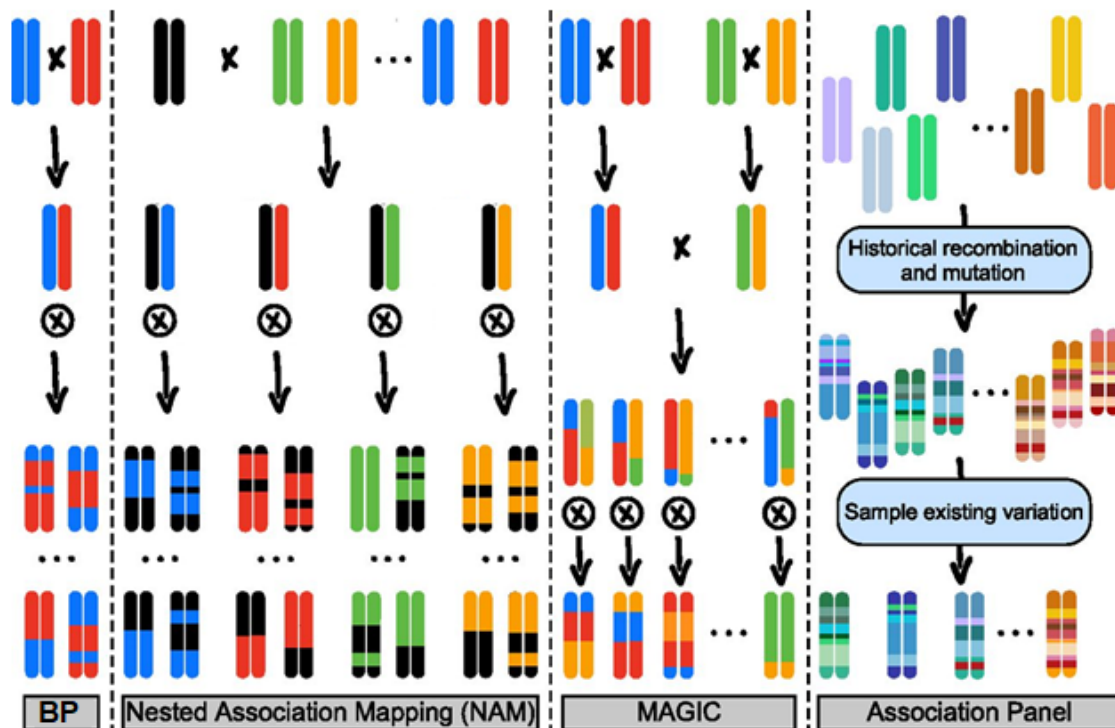 Historical recombination
and mutation
Sample existing variation
BP
Nested Association Mapping (NAM)
MAGIC
Association Panel